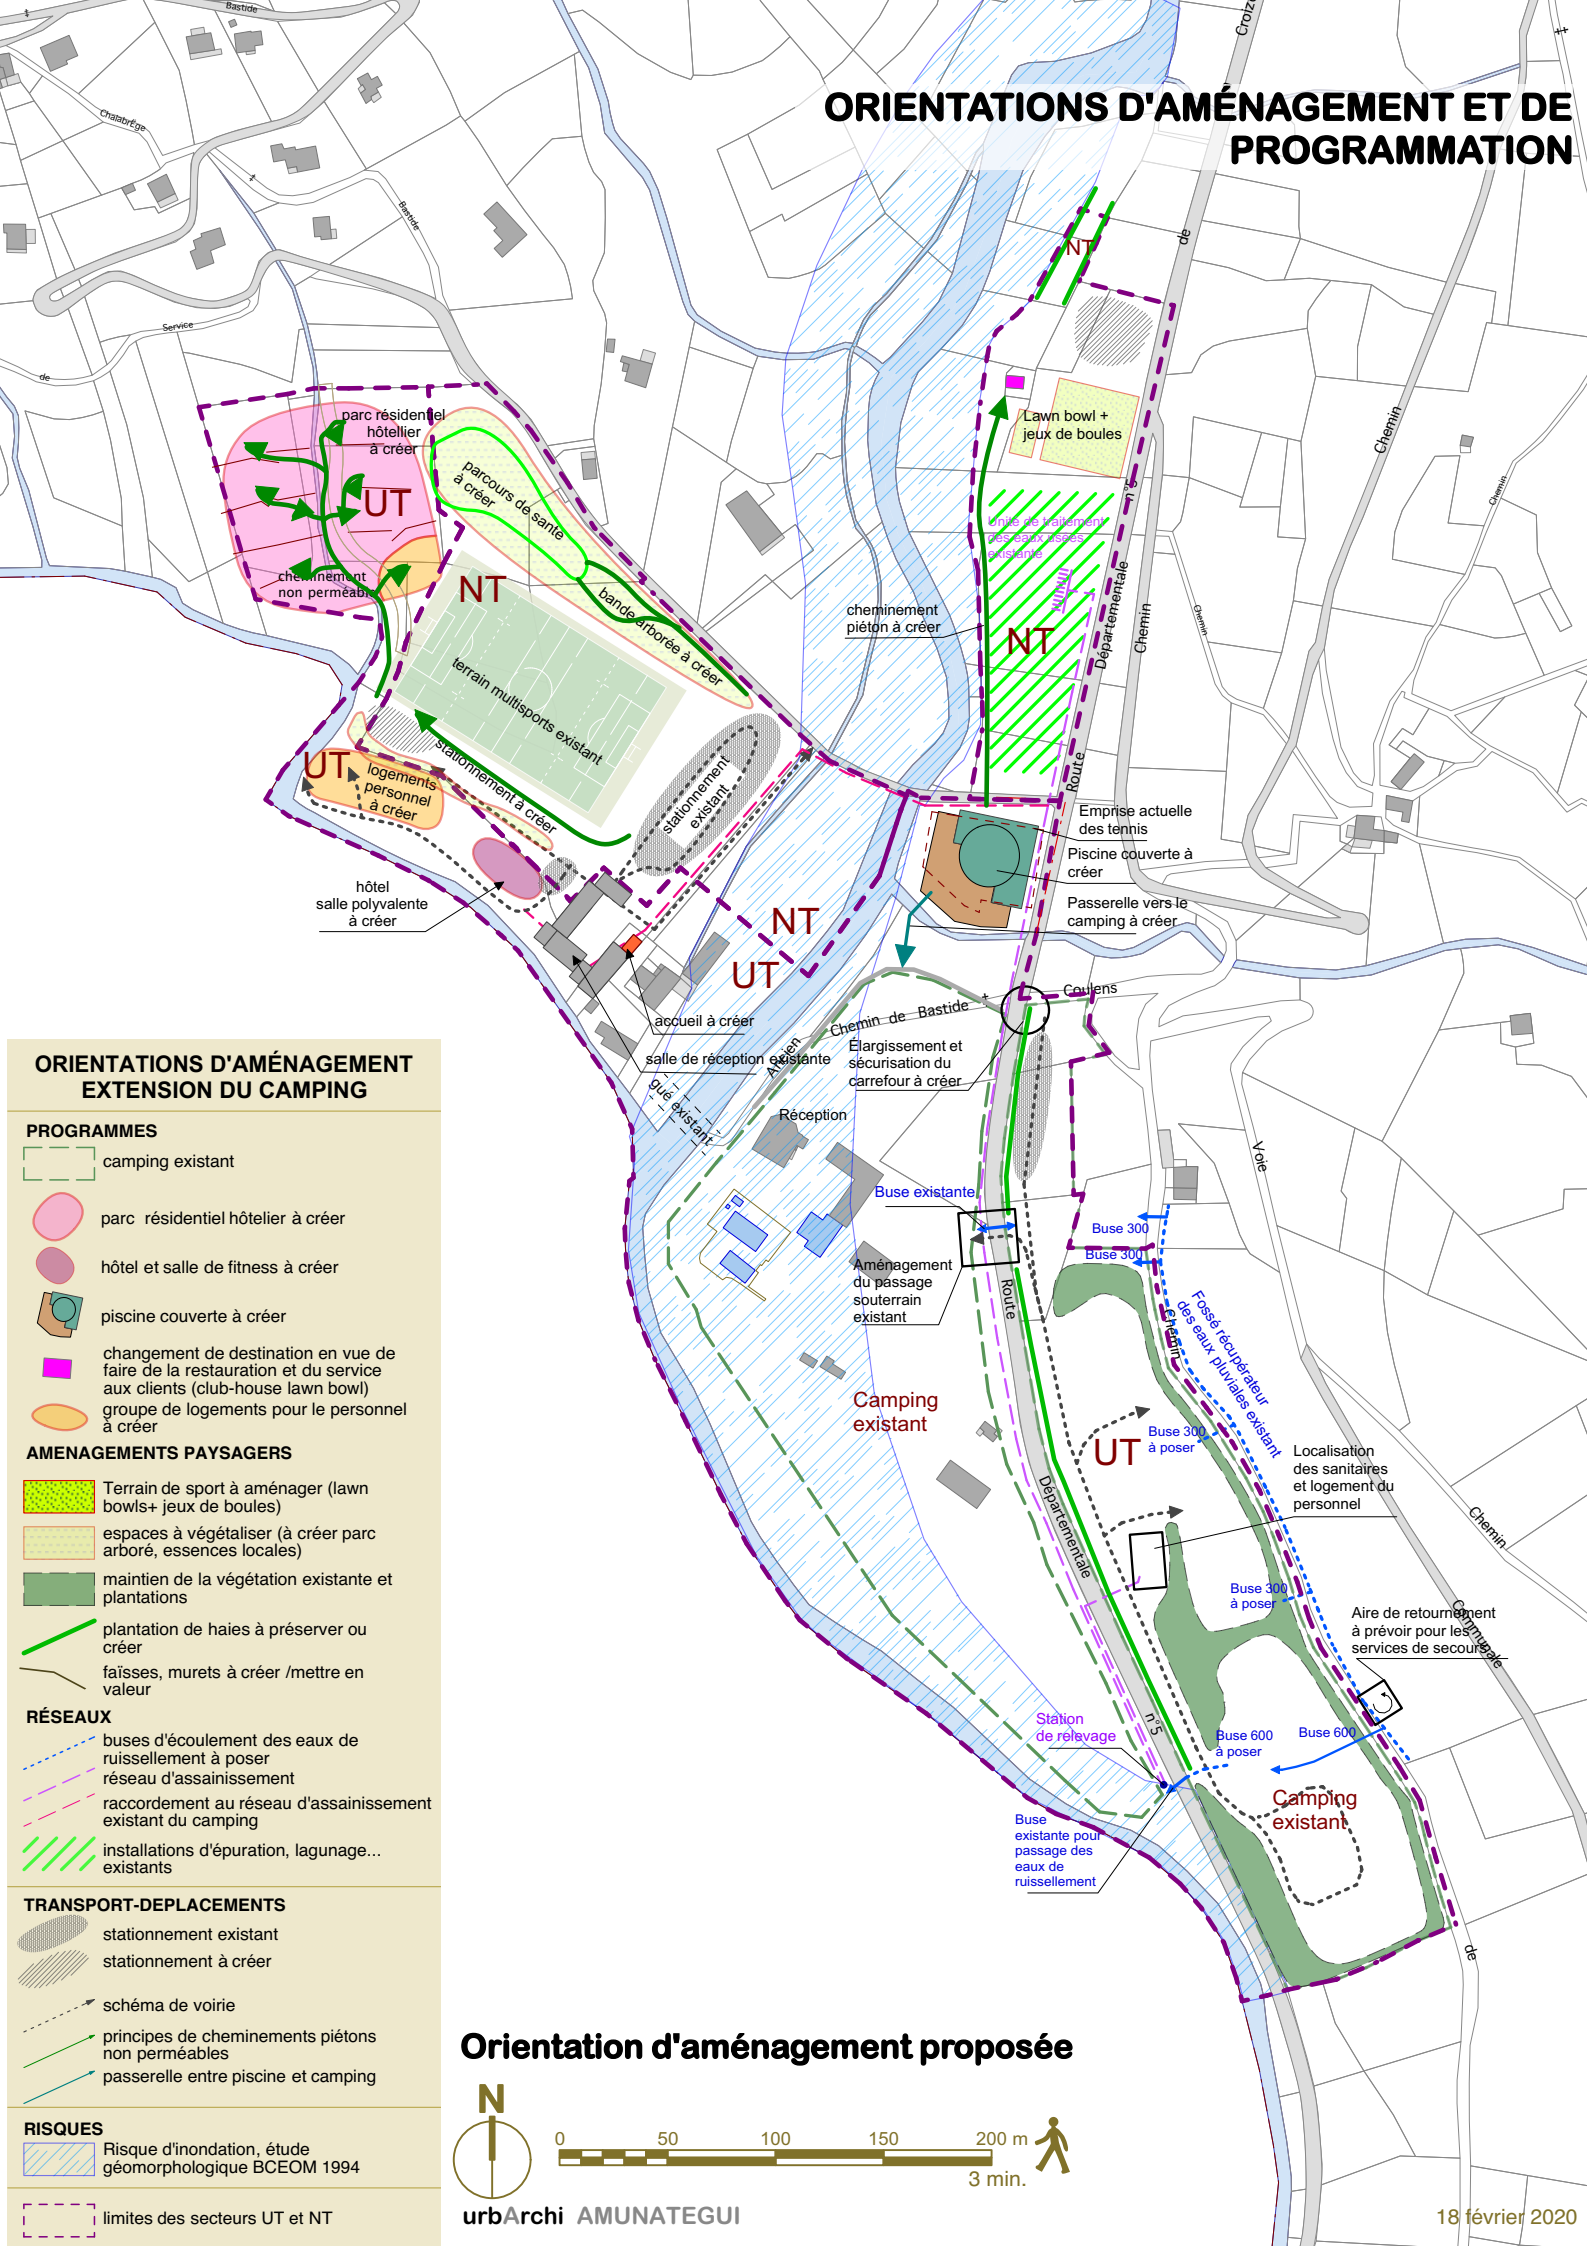 ORIENTATIONS D'AMÉNAGEMENT ET DE
PROGRAMMATION
Bastide
Chalabrège
Bastide
Service
de
Croize
de
NT
Lawn bowl +
jeux de boules
n°5
Chemin
Chemin
Chemin
Unité de traitement
des eaux usées
existante
NT
Départementale
Chemin
Route
cheminement
piéton à créer
parc résidentiel
hôtellier
à créer
UT
cheminement
non perméable
parcours de santé
à créer
NT
bande arborée à créer
terrain multisports existant
stationnement à créer
stationnement
existant
UT
logements
personnel
à créer
hôtel
salle polyvalente
à créer
Emprise actuelle
des tennis
Piscine couverte à
créer
Passerelle vers le
camping à créer
NT
UT
accueil à créer
salle de réception existante
gué existant
Ancien
Chemin de Bastide
Coulens
Élargissement et
sécurisation du
carrefour à créer
Réception
Buse existante
Aménagement
du passage
souterrain
existant
Route
Voie
Buse 300
Buse 300
Chemin
Fossé récupérateur
des eaux pluviales existant
Camping
existant
UT
Buse 300
à poser
Localisation
des sanitaires
et logement du
personnel
Départementale
Chemin
Communale
Buse 300
à poser
Aire de retournement
à prévoir pour les
services de secours
Station
de relevage
n°5
Buse 600
à poser
Buse 600
Camping
existant
Buse
existante pour
passage des
eaux de
ruissellement
de
ORIENTATIONS D'AMÉNAGEMENT
EXTENSION DU CAMPING
PROGRAMMES
camping existant
parc résidentiel hôtelier à créer
hôtel et salle de fitness à créer
piscine couverte à créer
changement de destination en vue de
faire de la restauration et du service
aux clients (club-house lawn bowl)
groupe de logements pour le personnel
à créer
AMENAGEMENTS PAYSAGERS
Terrain de sport à aménager (lawn
bowls+ jeux de boules)
espaces à végétaliser (à créer parc
arboré, essences locales)
maintien de la végétation existante et
plantations
plantation de haies à préserver ou
créer
faïsses, murets à créer /mettre en
valeur
RÉSEAUX
buses d'écoulement des eaux de
ruissellement à poser
réseau d'assainissement
raccordement au réseau d'assainissement
existant du camping
installations d'épuration, lagunage...
existants
TRANSPORT-DEPLACEMENTS
stationnement existant
stationnement à créer
schéma de voirie
principes de cheminements piétons
non perméables
passerelle entre piscine et camping
RISQUES
Risque d'inondation, étude
géomorphologique BCEOM 1994
limites des secteurs UT et NT
Orientation d'aménagement proposée
N
0 50 100 150 200 m
3 min.
urbArchi AMUNATEGUI
18 février 2020